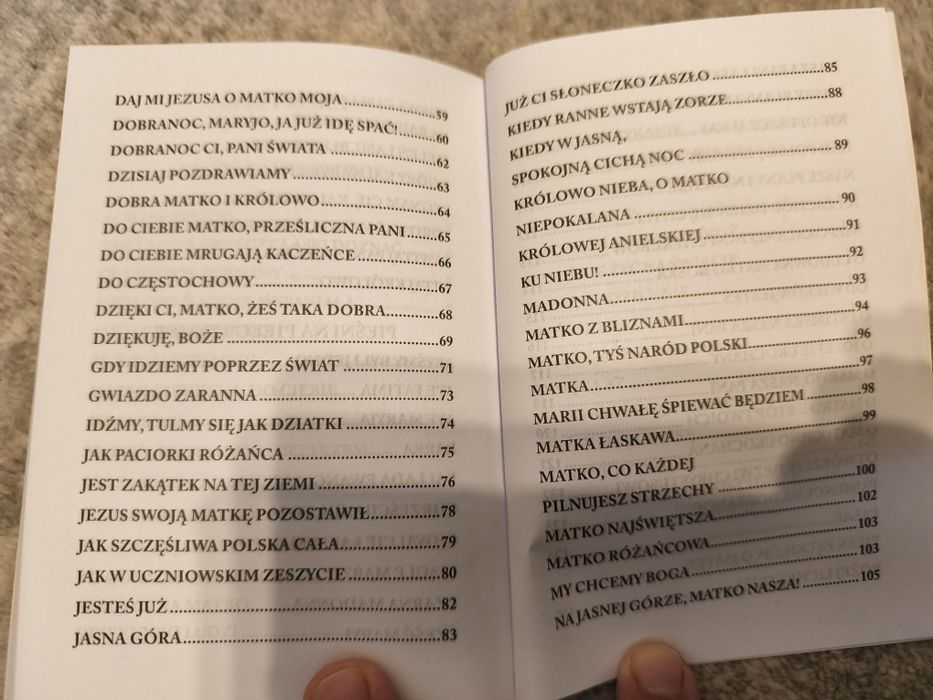 DAJ MI JEZUSA O MATKO MOJA....................59
DOBRANOC, MARYJO, JA JUŻ IDĘ SPAĆ!........60
DOBRANOC CI, PANI ŚWIATA ....................62
DZISIAJ POZDRAWIAMY.............................63
DOBRA MATKO I KRÓLOWO.......................64
DO CIEBIE MATKO, PRZEŚLICZNA PANI.......65
DO CIEBIE MRUGAJĄ KACZEŃCE ................66
DO CZĘSTOCHOWY....................................67
DZIĘKI CI, MATKO, ŻEŚ TAKA DOBRA..........68
DZIĘKUJĘ, BOŻE ........................................69
GDY IDZIEMY POPRZEZ ŚWIAT ...................71
GWIAZDO ZARANNA ..................................73
IDŹMY, TULMY SIĘ JAK DZIATKI ..................74
JAK PACIORKI RÓŻAŃCA ............................75
JEST ZAKĄTEK NA TEJ ZIEMI .......................76
JEZUS SWOJĄ MATKĘ POZOSTAWIŁ..............78
JAK SZCZĘŚLIWA POLSKA CAŁA...................79
JAK W UCZNIOWSKIM ZESZYCIE ..................80
JESTEŚ JUŻ ................................................82
JASNA GÓRA..............................................83
JUŻ CI SŁONECZKO ZASZŁO .......................85
KIEDY RANNE WSTAJĄ ZORZE....................88
KIEDY W JASNĄ,
SPOKOJNĄ CICHĄ NOC .............................89
KRÓLOWO NIEBA, O MATKO
NIEPOKALANA .........................................90
KRÓLOWEJ ANIELSKIEJ .............................91
KU NIEBU! ...............................................92
MADONNA...............................................93
MATKO Z BLIZNAMI..................................94
MATKO, TYŚ NARÓD POLSKI......................96
MATKA.....................................................97
MARII CHWAŁĘ ŚPIEWAĆ BĘDZIEM ............98
MATKA ŁASKAWA......................................99
MATKO, CO KAŻDEJ
PILNUJESZ STRZECHY ..............................100
MATKO NAJŚWIĘTSZA...............................102
MATKO RÓŻAŃCOWA...............................103
MY CHCEMY BOGA ..................................103
NA JASNEJ GÓRZE, MATKO NASZA! ...........105